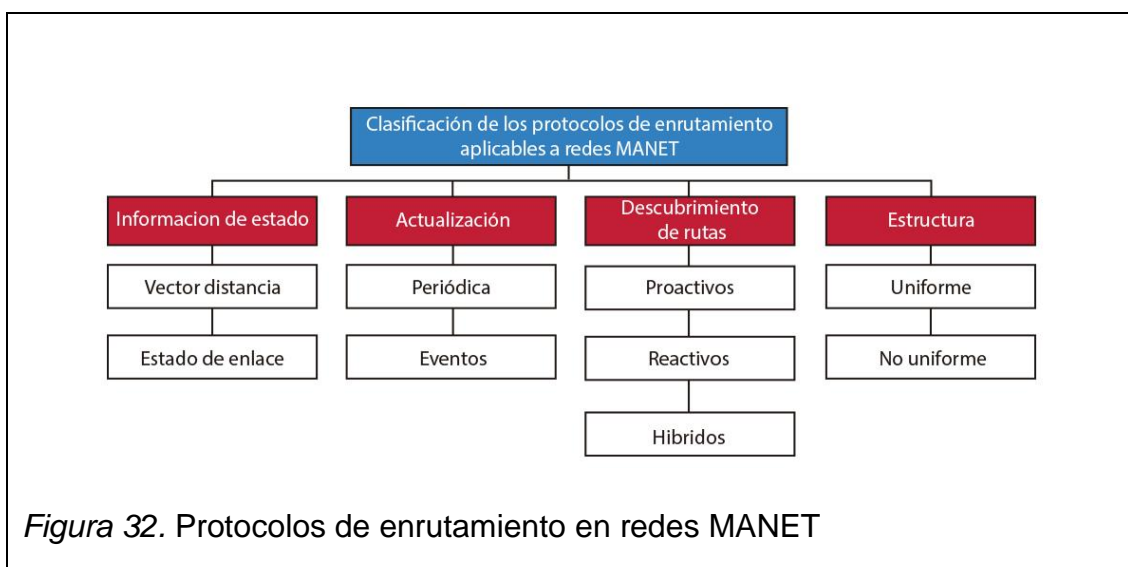 Clasificación de los protocolos de enrutamiento
aplicables a redes MANET
Informacion de estado
Actualización
Descubrimiento
de rutas
Estructura
Vector distancia
Periódica
Proactivos
Uniforme
Estado de enlace
Eventos
Reactivos
No uniforme
Hibridos
Figura 32. Protocolos de enrutamiento en redes MANET